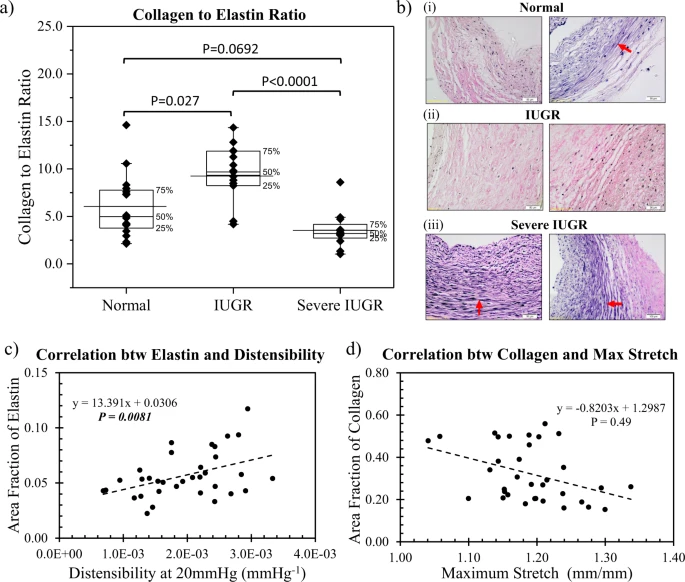 a)
Collagen to Elastin Ratio
Collagen to Elastin Ratio
25.0
20.0
15.0
10.0
5.0
0.0
P=0.0692
P<0.0001
P=0.027
75%
50%
25%
75%
50%
25%
75%
50%
25%
Normal IUGR Severe IUGR
b)
(i) Normal
(ii) IUGR
(iii) Severe IUGR
c) Correlation btw Elastin and Distensibility
Area Fraction of Elastin
0.15
0.10
0.05
0.00
y = 13.391x + 0.0306
P = 0.0081
0.0E+00 1.0E-03 2.0E-03 3.0E-03 4.0E-03
Distensibility at 20mmHg (mmHg⁻¹)
d) Correlation btw Collagen and Max Stretch
Area Fraction of Collagen
0.80
0.60
0.40
0.20
0.00
y = -0.8203x + 1.2987
P = 0.49
1.00 1.10 1.20 1.30 1.40
Maximum Stretch (mm/mm)